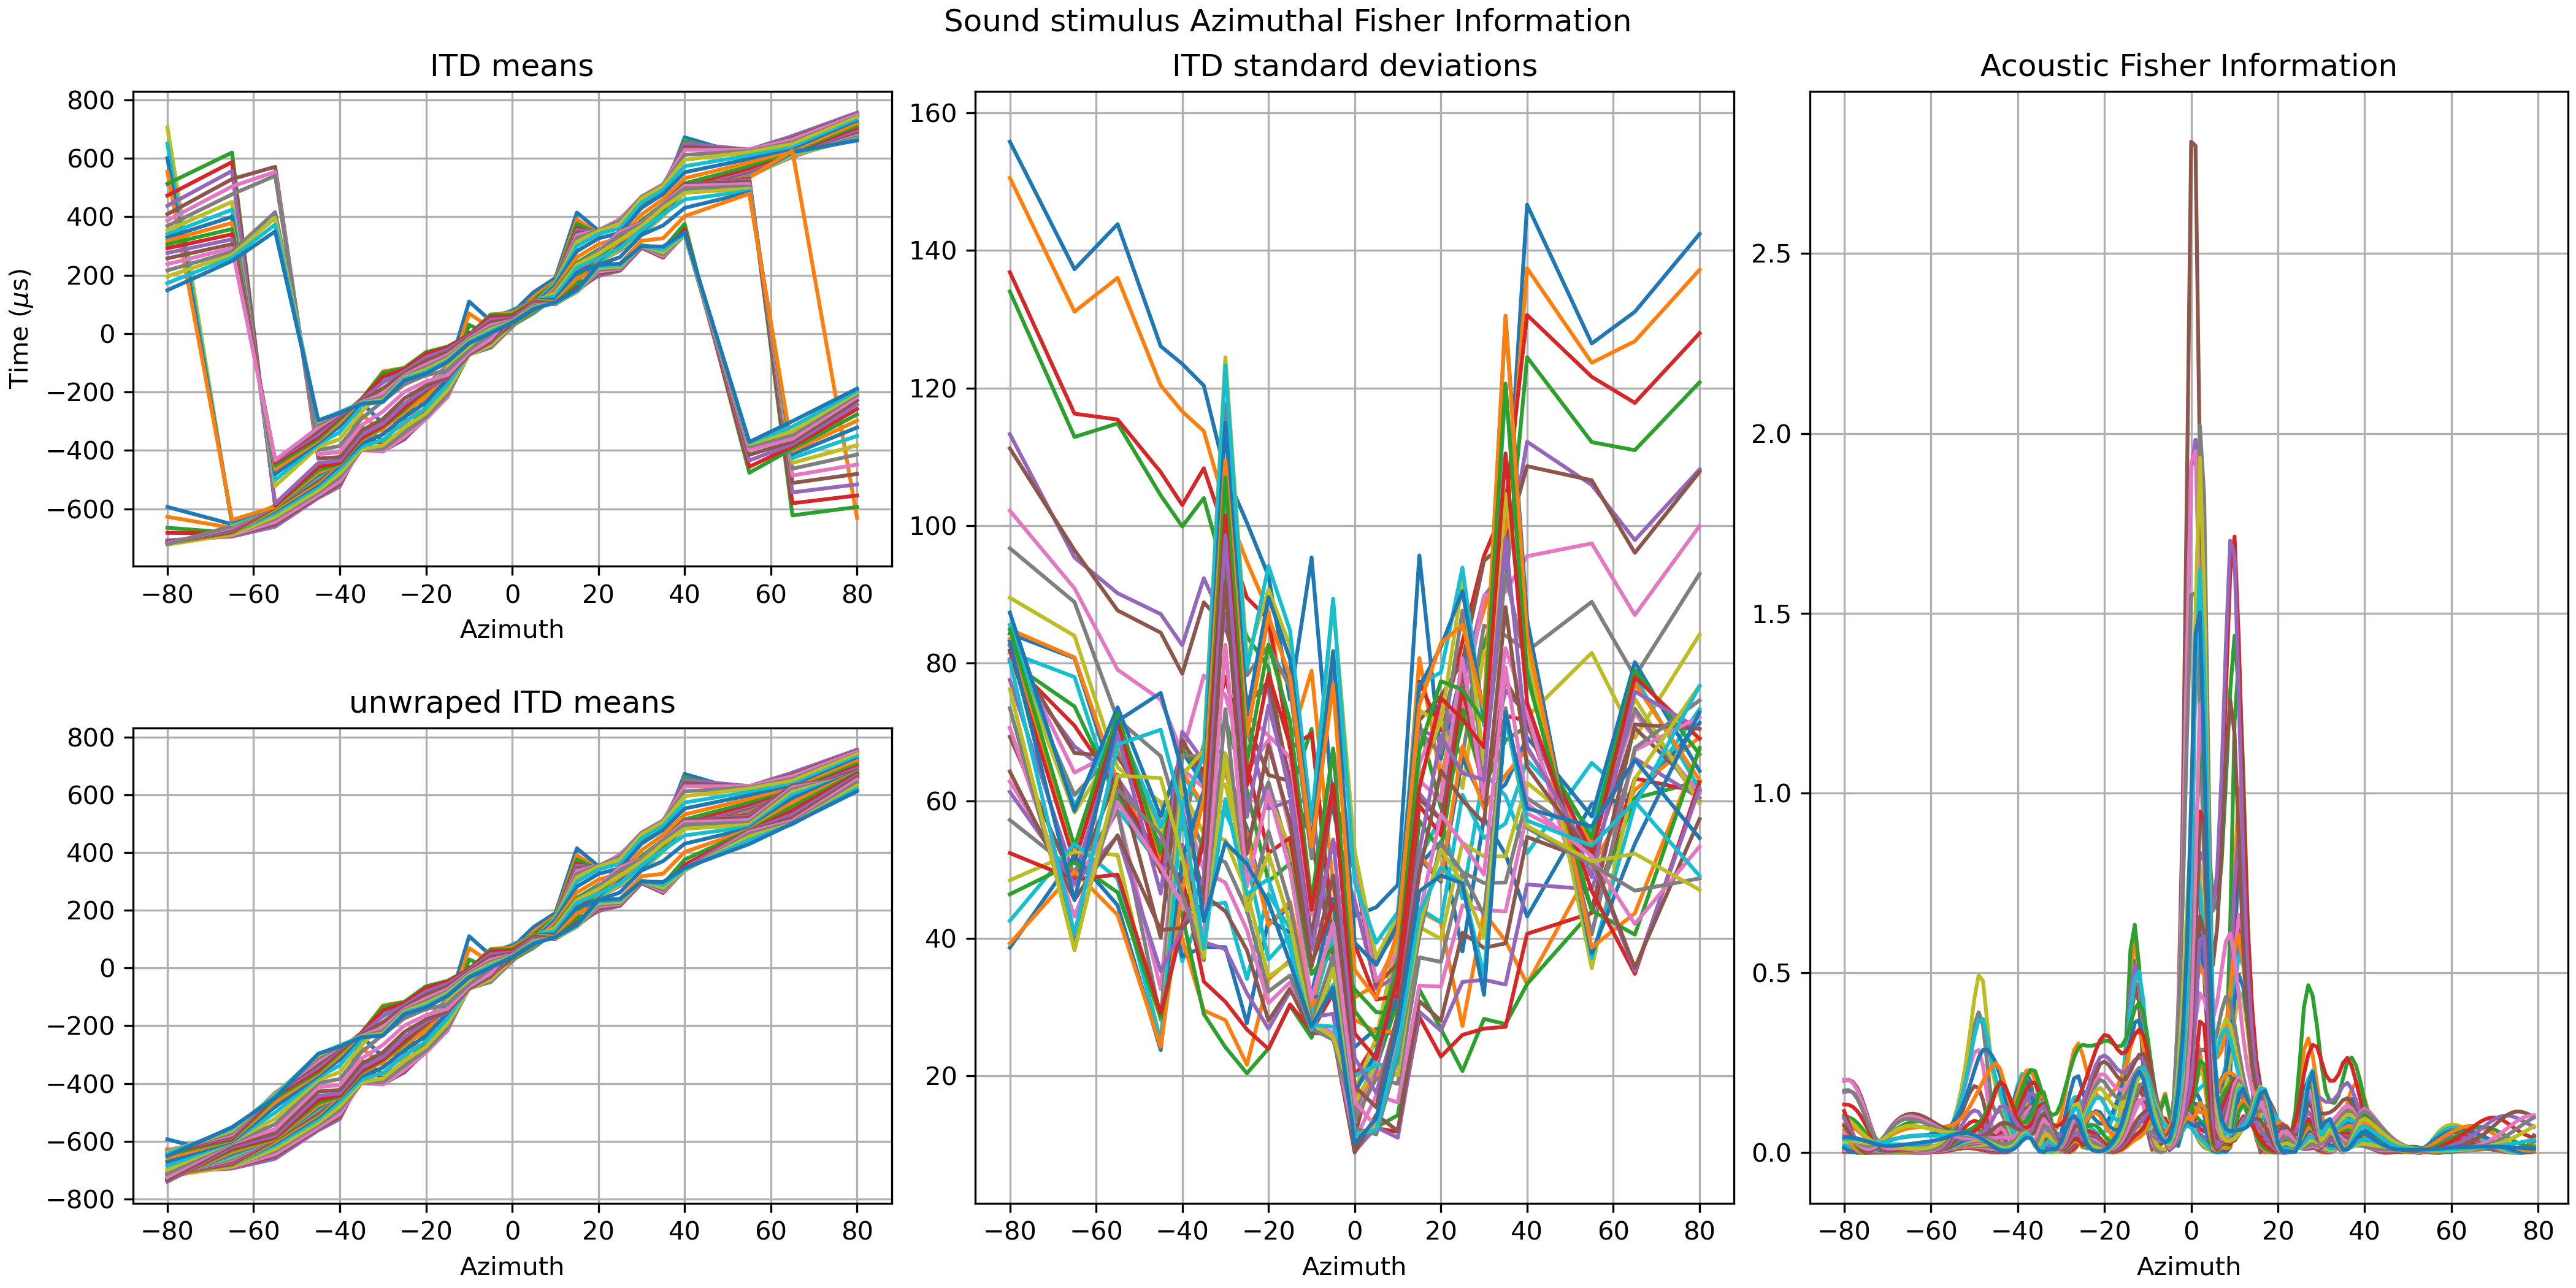 Sound stimulus Azimuthal Fisher Information
ITD means
800
600
400
200
0
−200
−400
−600
Time (μs)
−80 −60 −40 −20 0 20 40 60 80
Azimuth
unwraped ITD means
800
600
400
200
0
−200
−400
−600
−800
−80 −60 −40 −20 0 20 40 60 80
Azimuth
ITD standard deviations
160
140
120
100
80
60
40
20
−80 −60 −40 −20 0 20 40 60 80
Azimuth
Acoustic Fisher Information
2.5
2.0
1.5
1.0
0.5
0.0
−80 −60 −40 −20 0 20 40 60 80
Azimuth